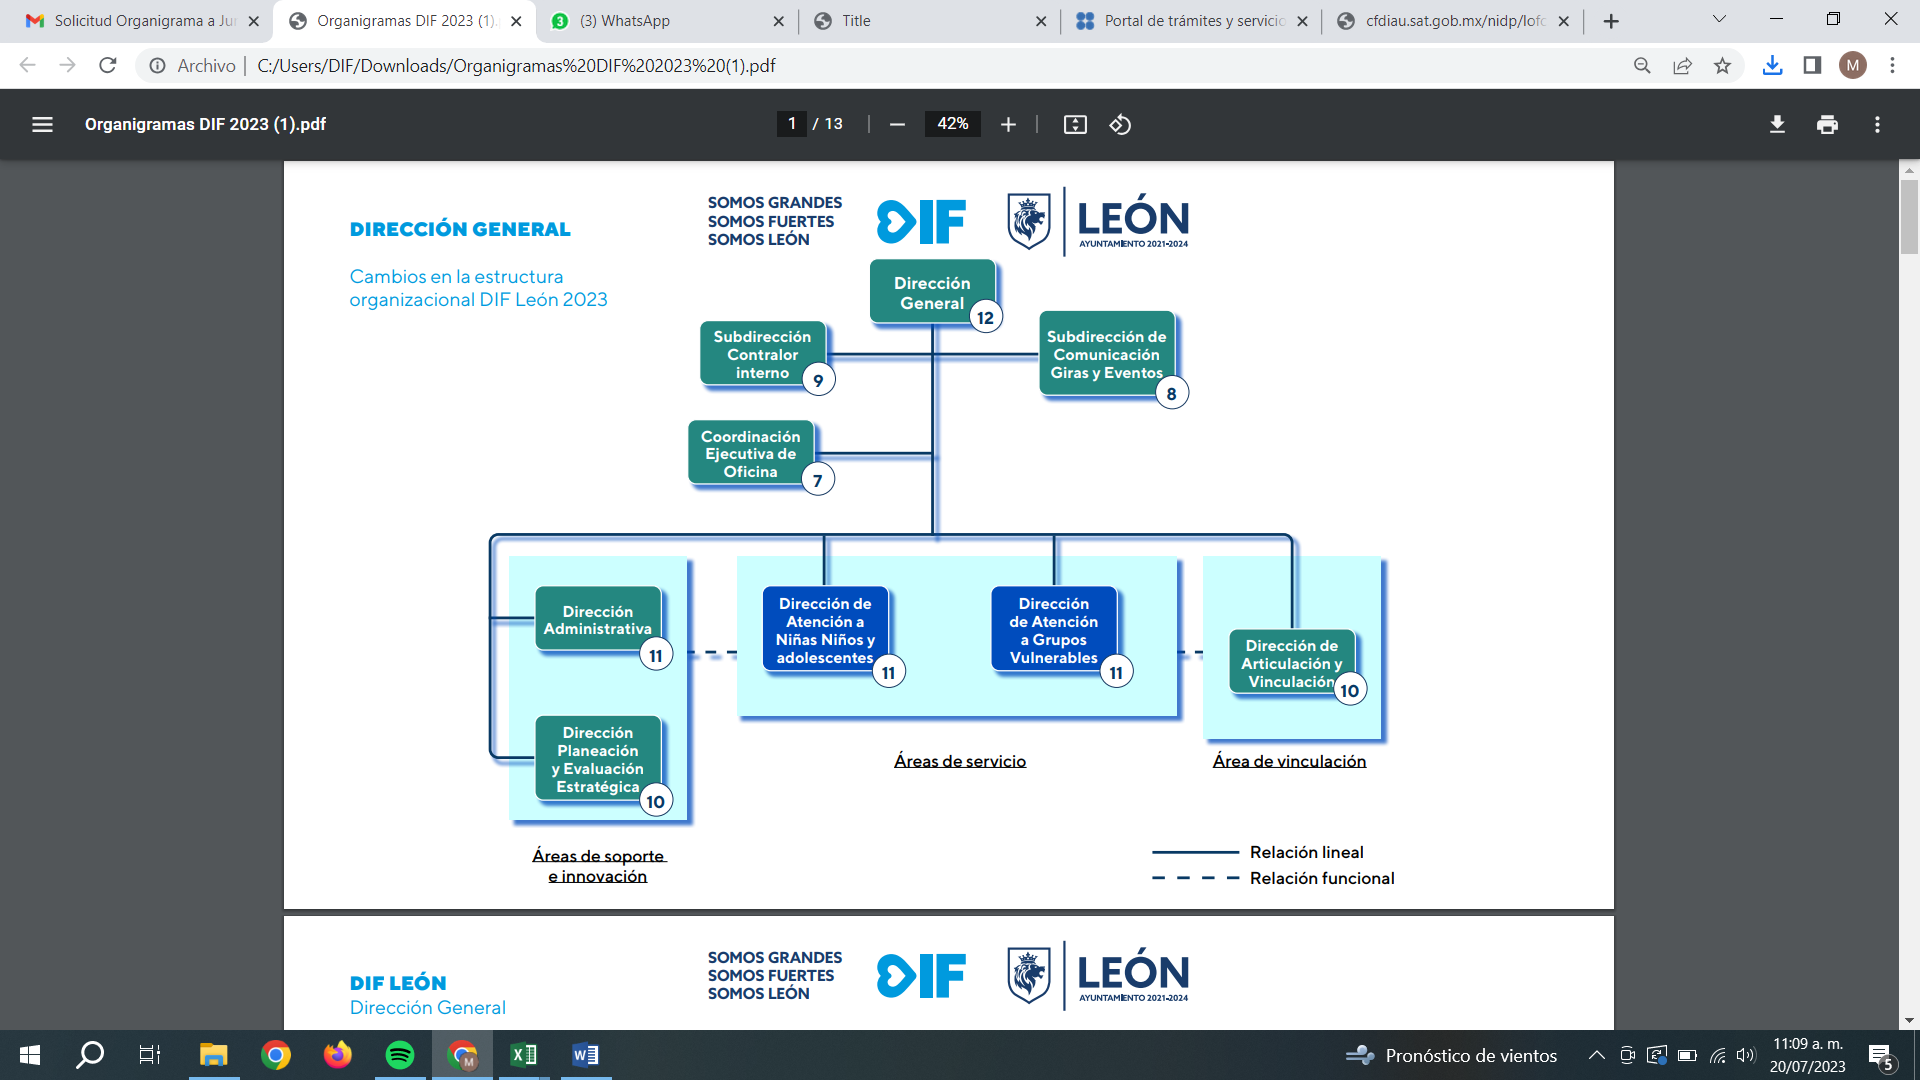 Solicitud Organigrama a Jun
Organigramas DIF 2023 (1).
(3) WhatsApp
Title
Portal de trámites y servicio
cfdiau.sat.gob.mx/nidp/lofc
Archivo
C:/Users/DIF/Downloads/Organigramas%20DIF%202023%20(1).pdf
M
Organigramas DIF 2023 (1).pdf
1 / 13
42%
DIRECCIÓN GENERAL
Cambios en la estructura
organizacional DIF León 2023
SOMOS GRANDES
SOMOS FUERTES
SOMOS LEÓN
DIF
LEÓN
AYUNTAMIENTO 2021-2024
Dirección
General
12
Subdirección
Contralor
interno
9
Subdirección de
Comunicación
Giras y Eventos
8
Coordinación
Ejecutiva de
Oficina
7
Dirección
Administrativa
11
Dirección de
Atención a
Niñas Niños y
adolescentes
11
Dirección
de Atención
a Grupos
Vulnerables
11
Dirección de
Articulación y
Vinculación
10
Dirección
Planeación
y Evaluación
Estratégica
10
Áreas de servicio
Área de vinculación
Áreas de soporte
e innovación
Relación lineal
Relación funcional
DIF LEÓN
Dirección General
SOMOS GRANDES
SOMOS FUERTES
SOMOS LEÓN
DIF
LEÓN
AYUNTAMIENTO 2021-2024
Pronóstico de vientos
11:09 a. m.
20/07/2023
5